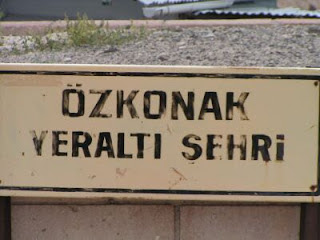 ÖZKONAK
YERALTI SEHRİ